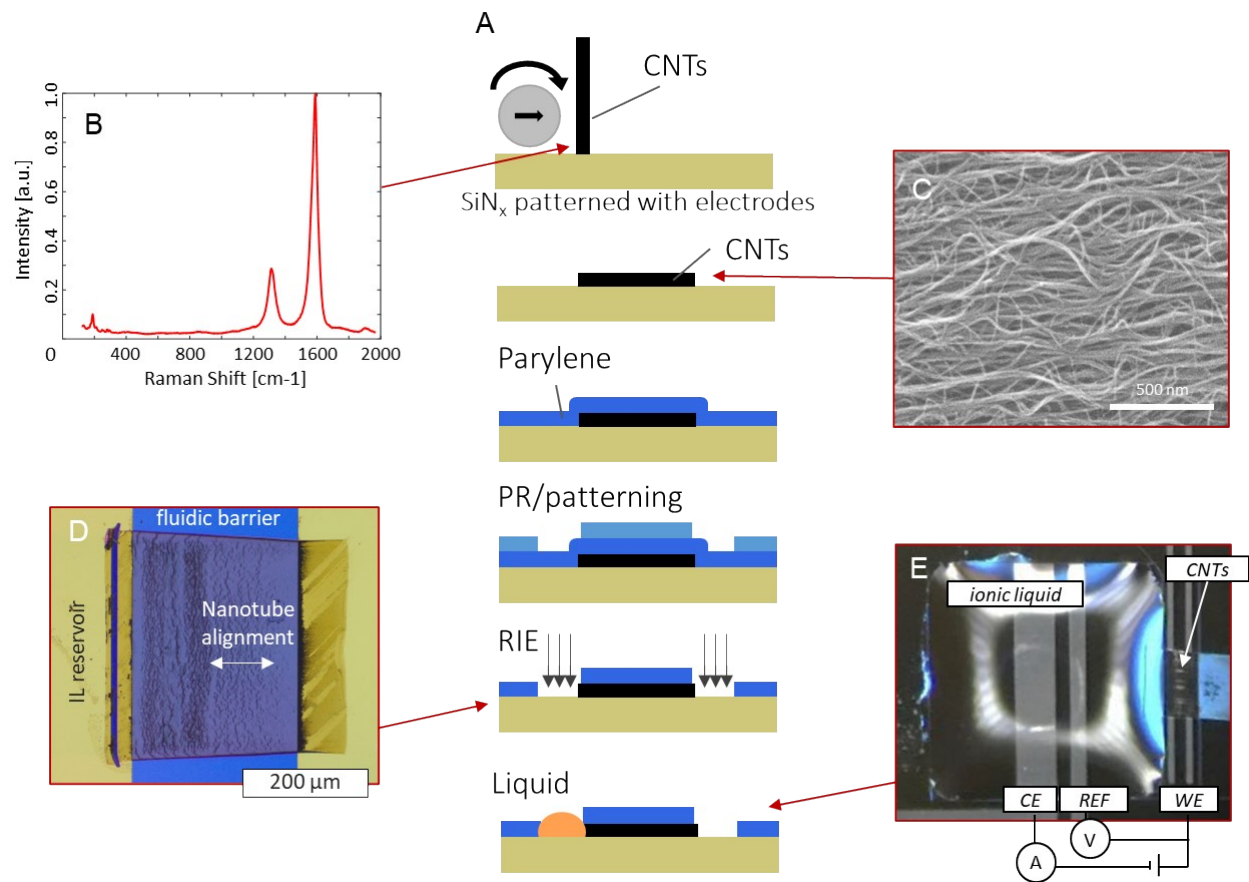 A
CNTs
SiNₓ patterned with electrodes
CNTs
Parylene
PR/patterning
RIE
Liquid
B
Intensity [a.u.]
1.0
0.8
0.6
0.4
0.2
0
400
800
1200
1600
2000
Raman Shift [cm-1]
C
500 nm
D
fluidic barrier
IL reservoir
Nanotube
alignment
200 µm
E
CNTs
ionic liquid
CE
REF
WE
V
A